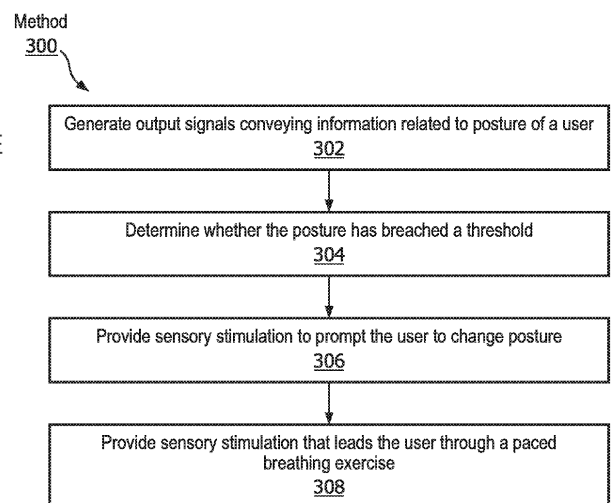 Method
300
Generate output signals conveying information related to posture of a user
302
Determine whether the posture has breached a threshold
304
Provide sensory stimulation to prompt the user to change posture
306
Provide sensory stimulation that leads the user through a paced
breathing exercise
308